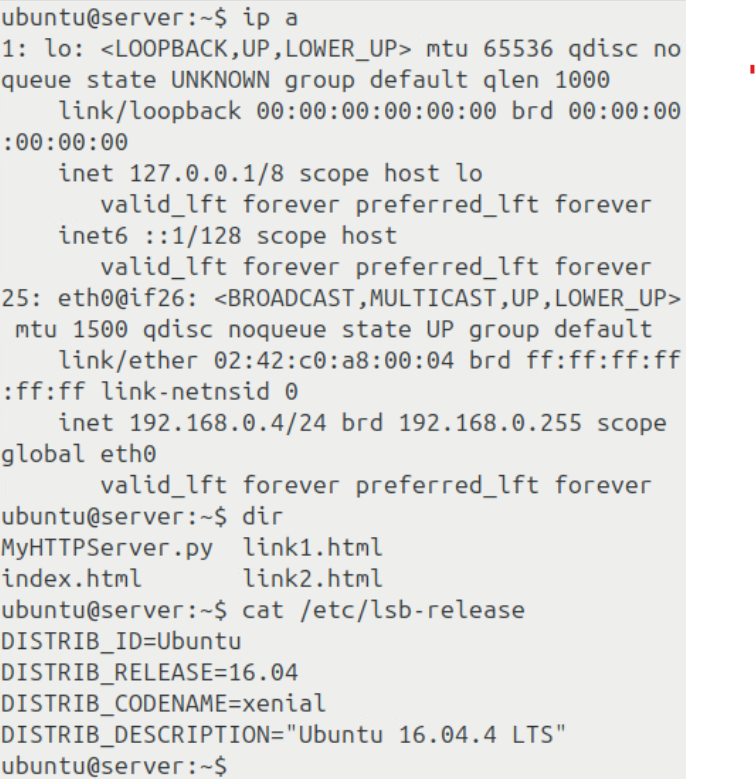 ubuntu@server:~$ ip a
1: lo: <LOOPBACK,UP,LOWER_UP> mtu 65536 qdisc no
queue state UNKNOWN group default qlen 1000
    link/loopback 00:00:00:00:00:00 brd 00:00:00
:00:00:00
    inet 127.0.0.1/8 scope host lo
       valid_lft forever preferred_lft forever
    inet6 ::1/128 scope host
       valid_lft forever preferred_lft forever
25: eth0@if26: <BROADCAST,MULTICAST,UP,LOWER_UP>
 mtu 1500 qdisc noqueue state UP group default
    link/ether 02:42:c0:a8:00:04 brd ff:ff:ff:ff
:ff:ff link-netnsid 0
    inet 192.168.0.4/24 brd 192.168.0.255 scope
global eth0
       valid_lft forever preferred_lft forever
ubuntu@server:~$ dir
MyHTTPServer.py  link1.html
index.html       link2.html
ubuntu@server:~$ cat /etc/lsb-release
DISTRIB_ID=Ubuntu
DISTRIB_RELEASE=16.04
DISTRIB_CODENAME=xenial
DISTRIB_DESCRIPTION="Ubuntu 16.04.4 LTS"
ubuntu@server:~$